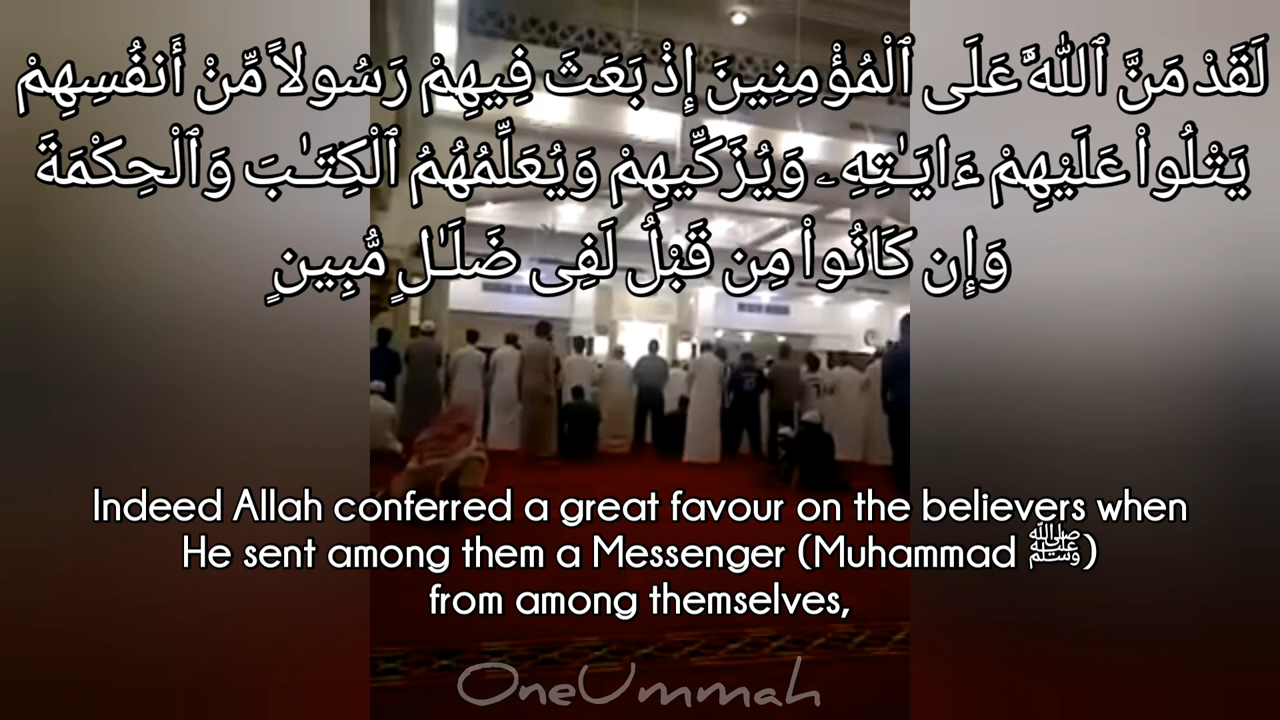 لَقَدْ مَنَّ ٱللَّهُ عَلَى ٱلْمُؤْمِنِينَ إِذْ بَعَثَ فِيهِمْ رَسُولاً مِّنْ أَنفُسِهِمْ
يَتْلُواْ عَلَيْهِمْ ءَايَـٰتِهِۦ وَيُزَكِّيهِمْ وَيُعَلِّمُهُمُ ٱلْكِتَـٰبَ وَٱلْحِكْمَةَ
وَإِن كَانُواْ مِن قَبْلُ لَفِى ضَلَـٰلٍ مُّبِينٍ
Indeed Allah conferred a great favour on the believers when
He sent among them a Messenger (Muhammad ﷺ)
from among themselves,
OneUmmah